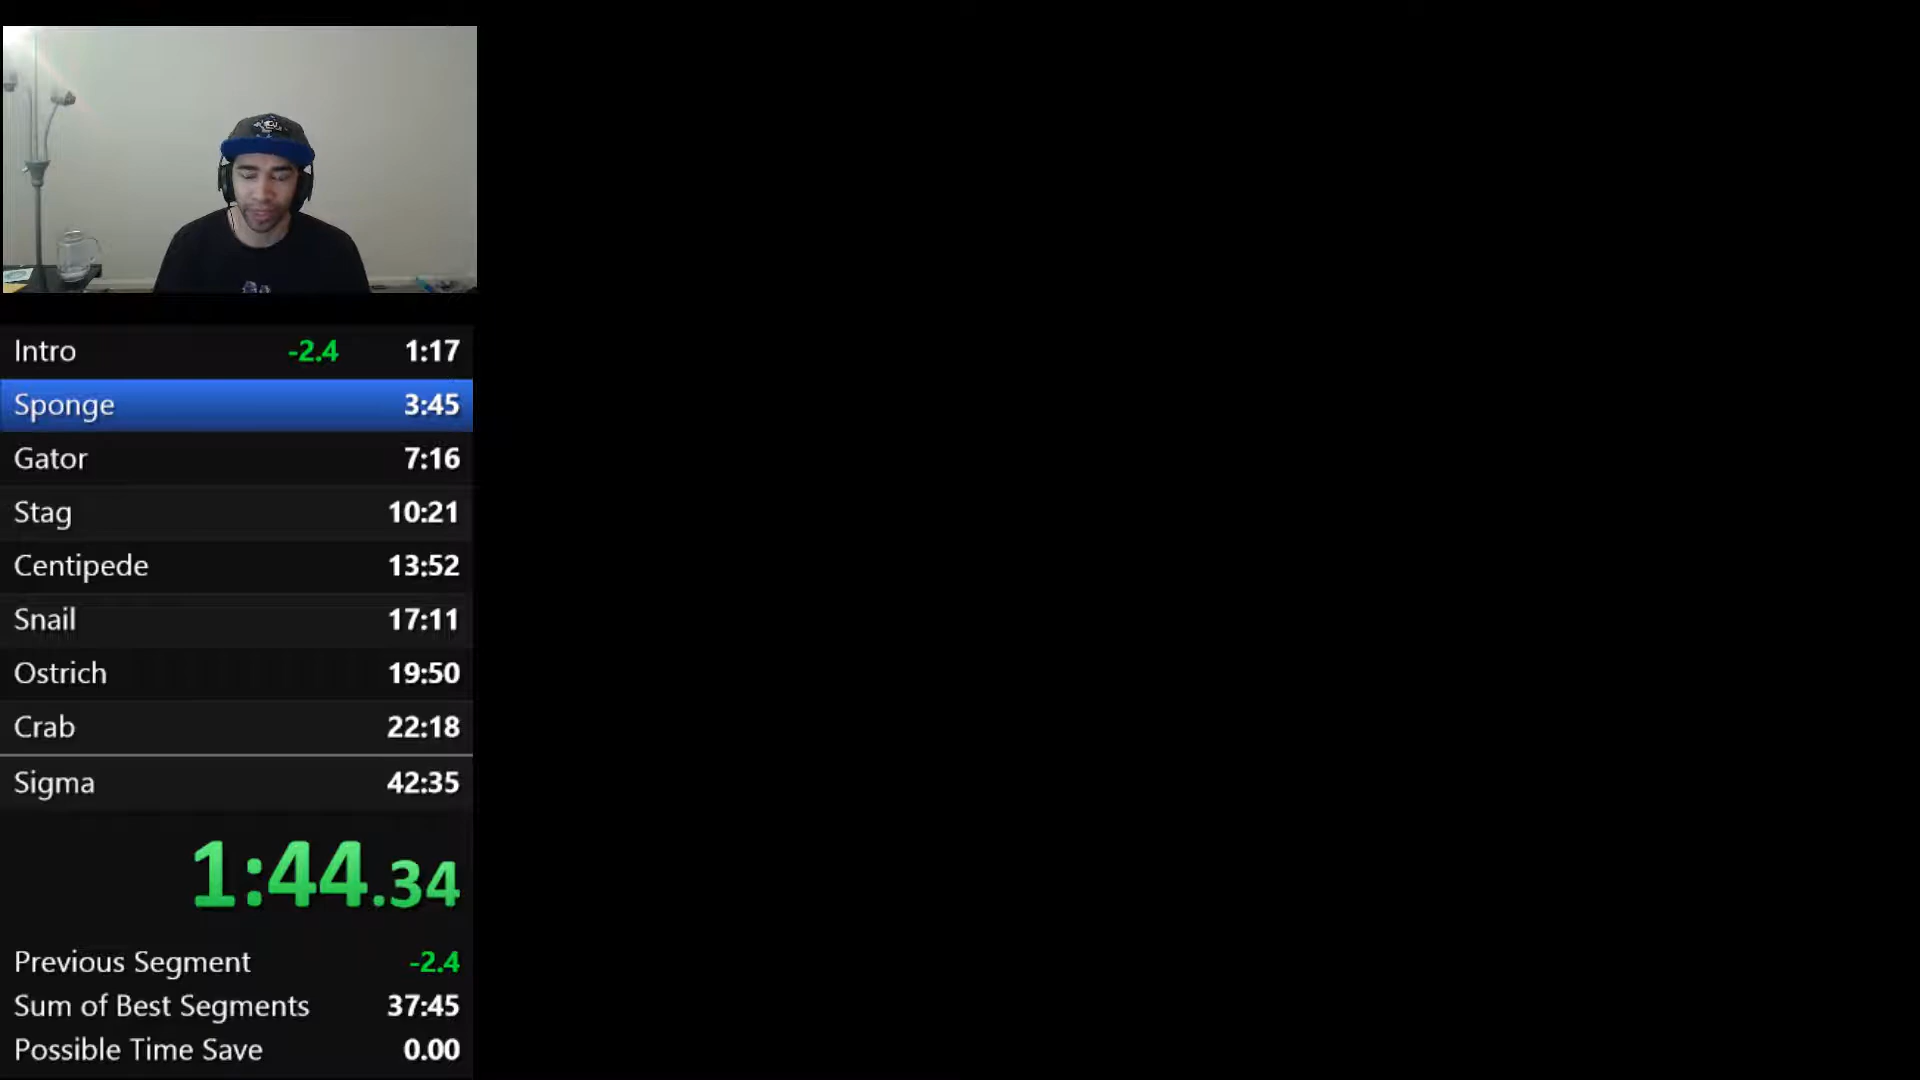 Intro -2.4 1:17
Sponge 3:45
Gator 7:16
Stag 10:21
Centipede 13:52
Snail 17:11
Ostrich 19:50
Crab 22:18
Sigma 42:35
1:44.34
Previous Segment -2.4
Sum of Best Segments 37:45
Possible Time Save 0.00